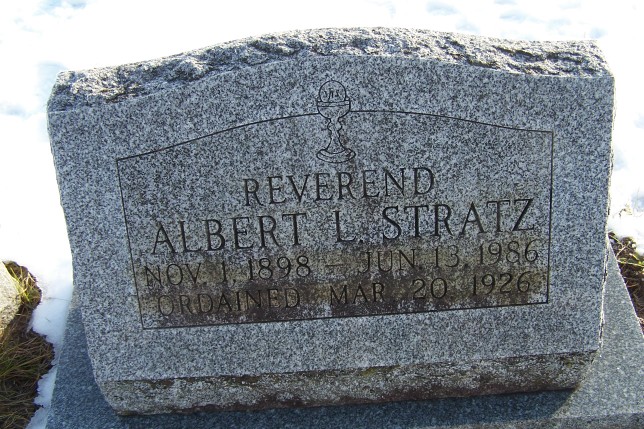 REVEREND
ALBERT L. STRATZ
NOV. 1, 1898 — JUN 13, 1986
ORDAINED MAR 20 1926